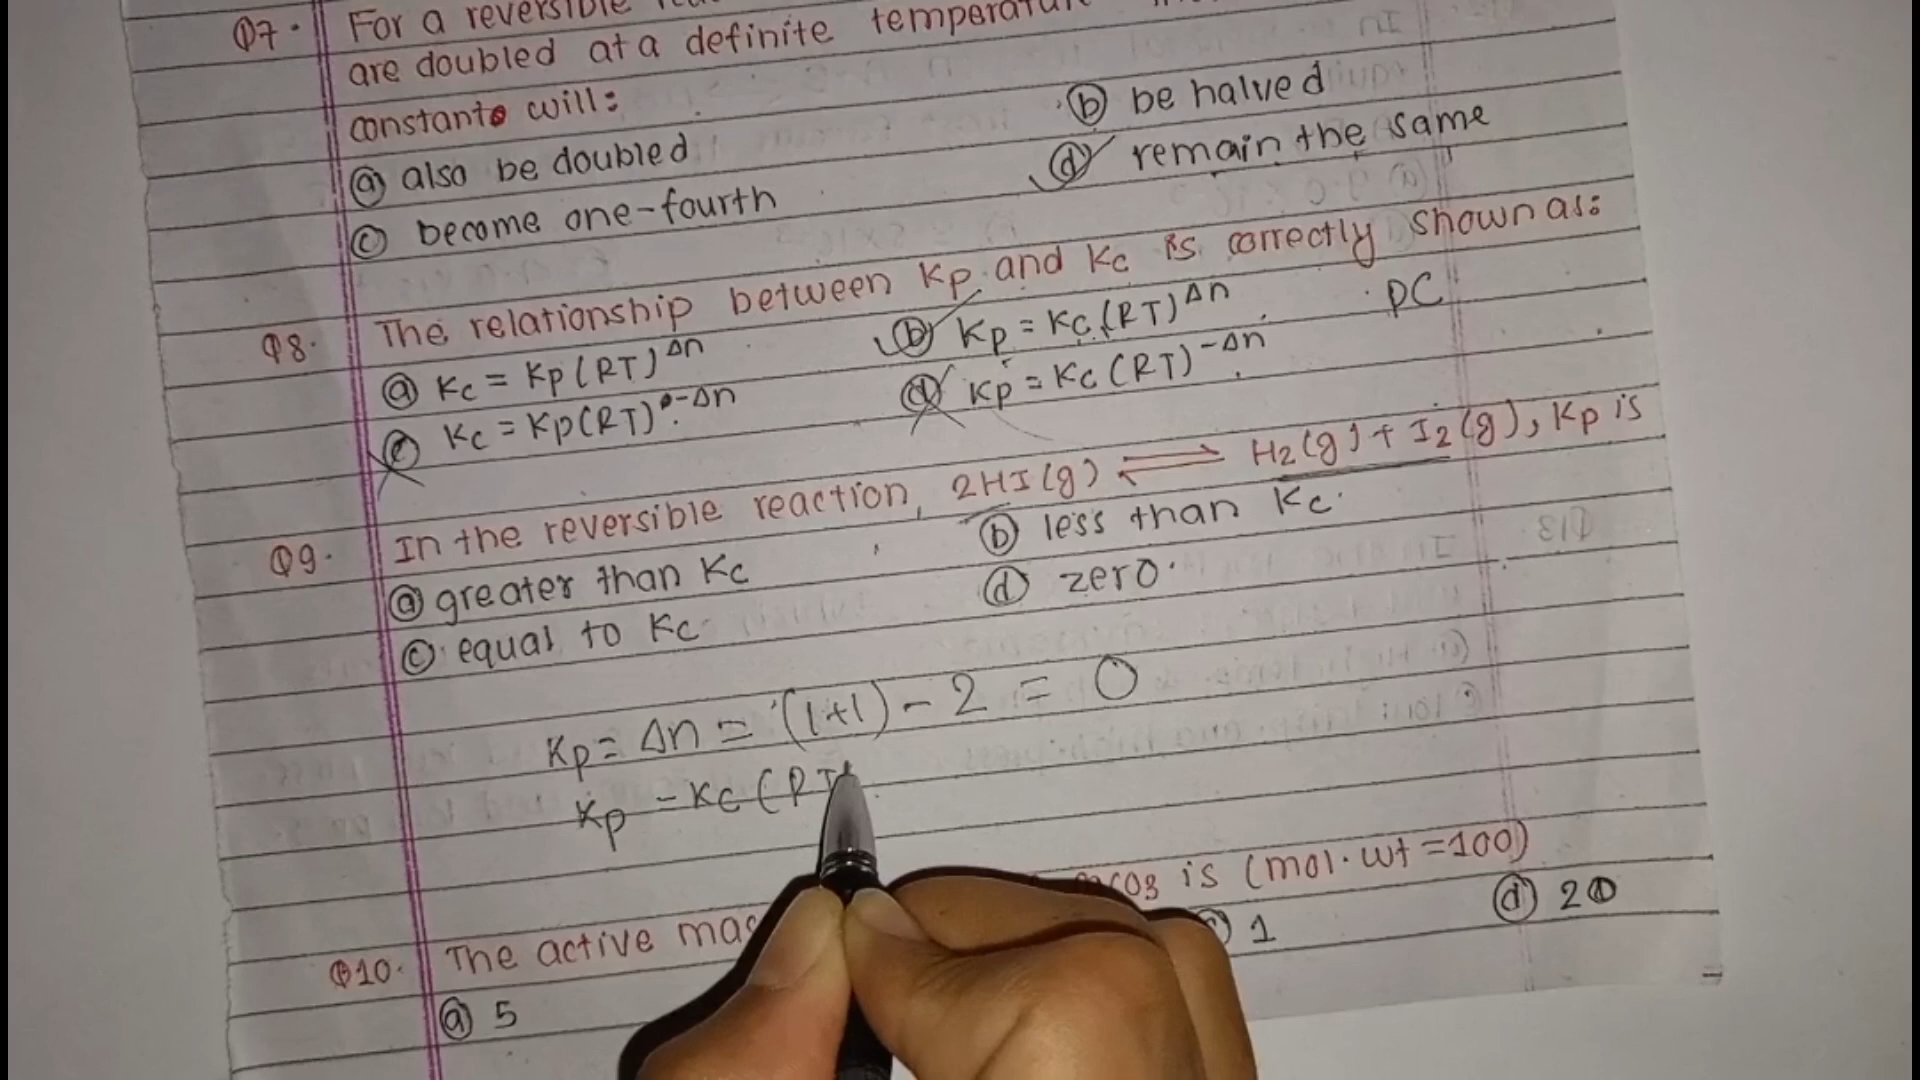 Q7. For a reversible
are doubled at a definite temperature
constants will:
(a) also be doubled (b) be halved
(c) become one-fourth (d) remain the same
Q8. The relationship between Kp and Kc is correctly shown as:
(a) Kc = Kp(RT)^Δn (b) Kp = Kc(RT)^Δn PC
(c) Kc = Kp(RT)^-Δn (d) Kp = Kc(RT)^-Δn
Q9. In the reversible reaction, 2HI(g) ⇌ H2(g) + I2(g), Kp is
(a) greater than Kc (b) less than Kc.
(c) equal to Kc (d) zero.
Kp = Δn = (1+1) - 2 = 0
Kp = Kc (RT
Q10. The active is (mol. wt = 100)
(a) 5 1 (d) 20